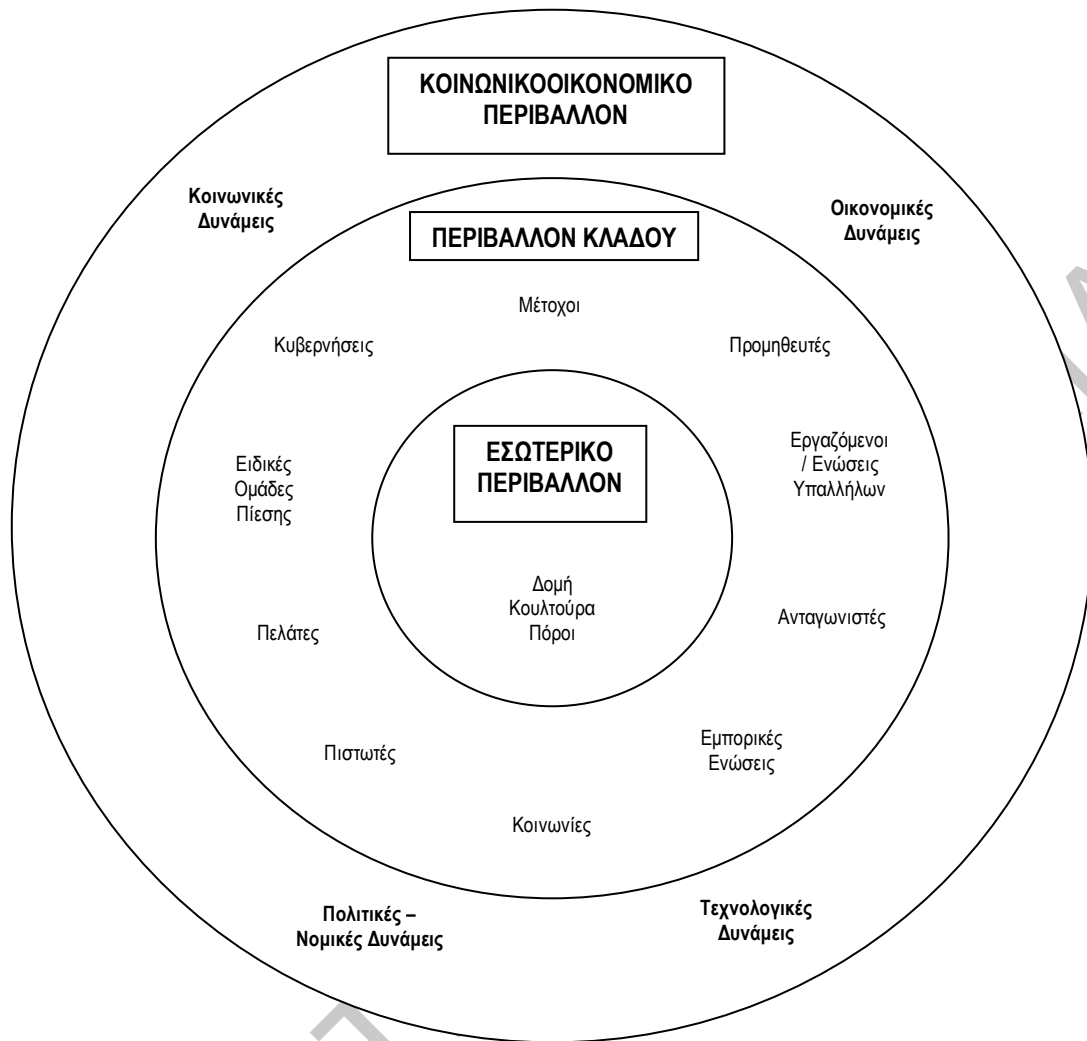 ΚΟΙΝΩΝΙΚΟΟΙΚΟΝΟΜΙΚΟ
ΠΕΡΙΒΑΛΛΟΝ
Κοινωνικές
Δυνάμεις
Οικονομικές
Δυνάμεις
ΠΕΡΙΒΑΛΛΟΝ ΚΛΑΔΟΥ
Μέτοχοι
Κυβερνήσεις
Προμηθευτές
ΕΣΩΤΕΡΙΚΟ
ΠΕΡΙΒΑΛΛΟΝ
Ειδικές
Ομάδες
Πίεσης
Εργαζόμενοι
/ Ενώσεις
Υπαλλήλων
Δομή
Κουλτούρα
Πόροι
Πελάτες
Ανταγωνιστές
Πιστωτές
Εμπορικές
Ενώσεις
Κοινωνίες
Πολιτικές –
Νομικές Δυνάμεις
Τεχνολογικές
Δυνάμεις